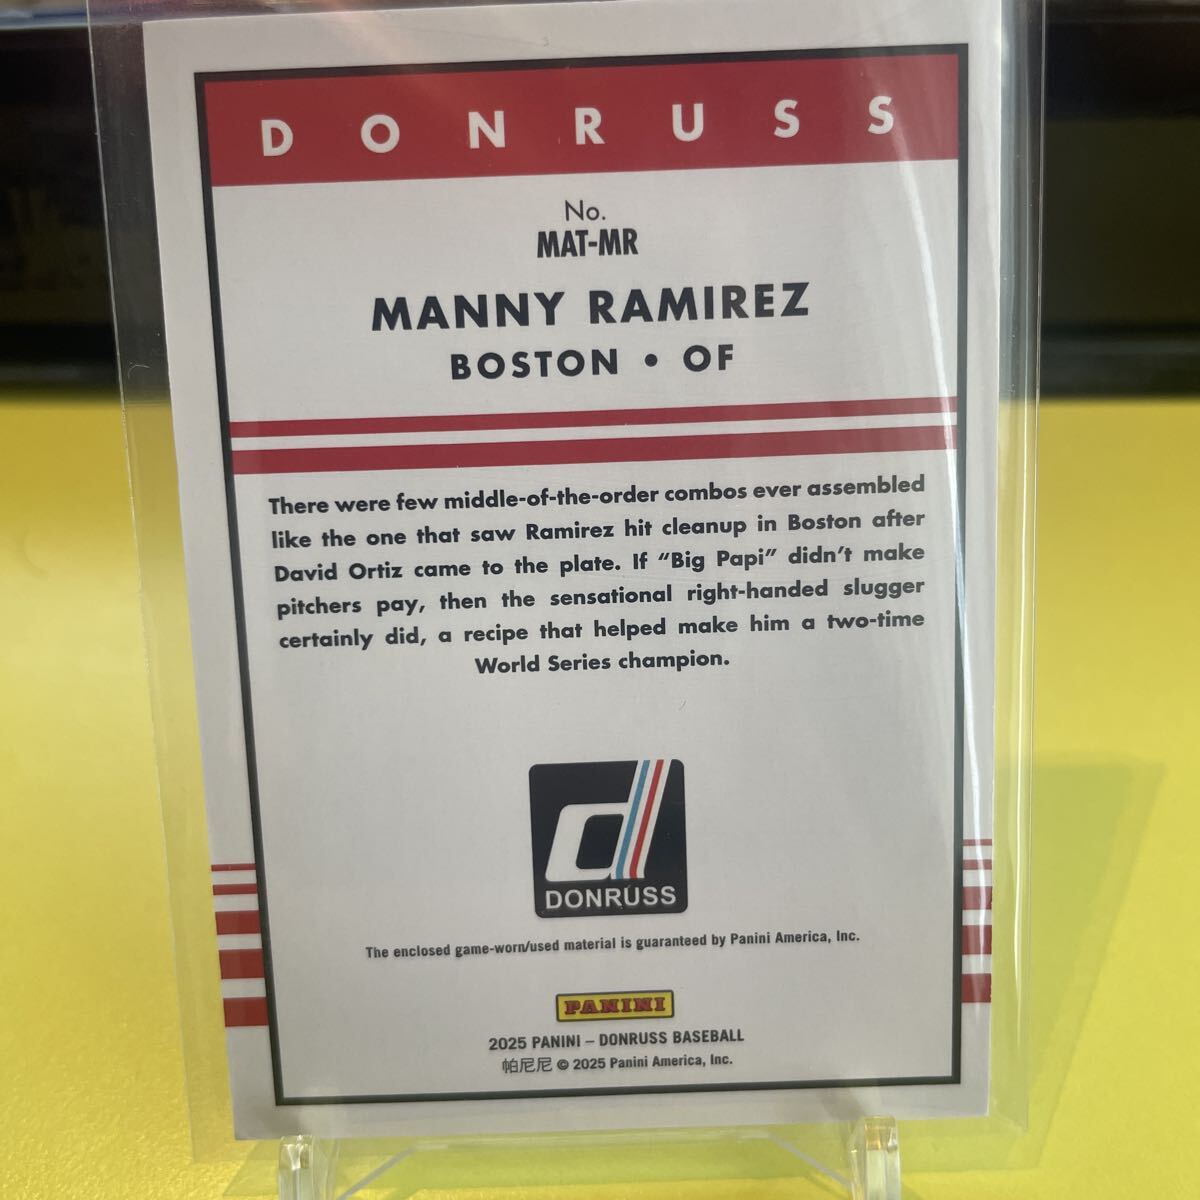 DONRUSS
No.
MAT-MR
MANNY RAMIREZ
BOSTON • OF
There were few middle-of-the-order combos ever assembled
like the one that saw Ramirez hit cleanup in Boston after
David Ortiz came to the plate. If “Big Papi” didn’t make
pitchers pay, then the sensational right-handed slugger
certainly did, a recipe that helped make him a two-time
World Series champion.
d
DONRUSS
The enclosed game-worn/used material is guaranteed by Panini America, Inc.
PANINI
2025 PANINI – DONRUSS BASEBALL
帕尼尼 © 2025 Panini America, Inc.